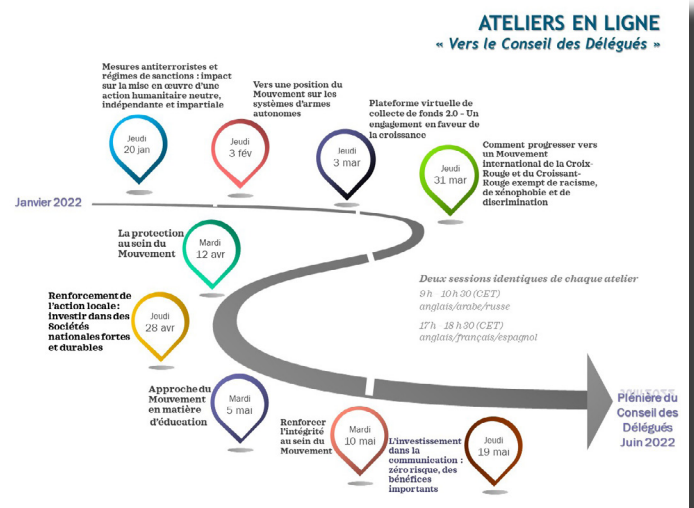 ATELIERS EN LIGNE
« Vers le Conseil des Délégués »
Mesures antiterroristes et
régimes de sanctions : impact
sur la mise en œuvre d'une
action humanitaire neutre,
indépendante et impartiale
Jeudi
20 jan
Vers une position du
Mouvement sur les
systèmes d'armes
autonomes
Jeudi
3 fév
Plateforme virtuelle de
collecte de fonds 2.0 – Un
engagement en faveur de
la croissance
Jeudi
3 mar
Comment progresser vers
un Mouvement
international de la Croix-
Rouge et du Croissant-
Rouge exempt de racisme,
de xénophobie et de
discrimination
Jeudi
31 mar
Janvier 2022
La protection
au sein du
Mouvement
Mardi
12 avr
Renforcement de
l'action locale :
investir dans des
Sociétés
nationales fortes
et durables
Jeudi
28 avr
Deux sessions identiques de chaque atelier
9 h 10 h 30 (CET)
anglais/arabe/russe
17 h 18 h 30 (CET)
anglais/français/espagnol
Approche du
Mouvement
en matière
d'éducation
Mardi
5 mai
Renforcer
l'intégrité
au sein du
Mouvement
Mardi
10 mai
L'investissement
dans la
communication :
zéro risque, des
bénéfices
importants
Jeudi
19 mai
Plénière du
Conseil des
Délégués
Juin 2022